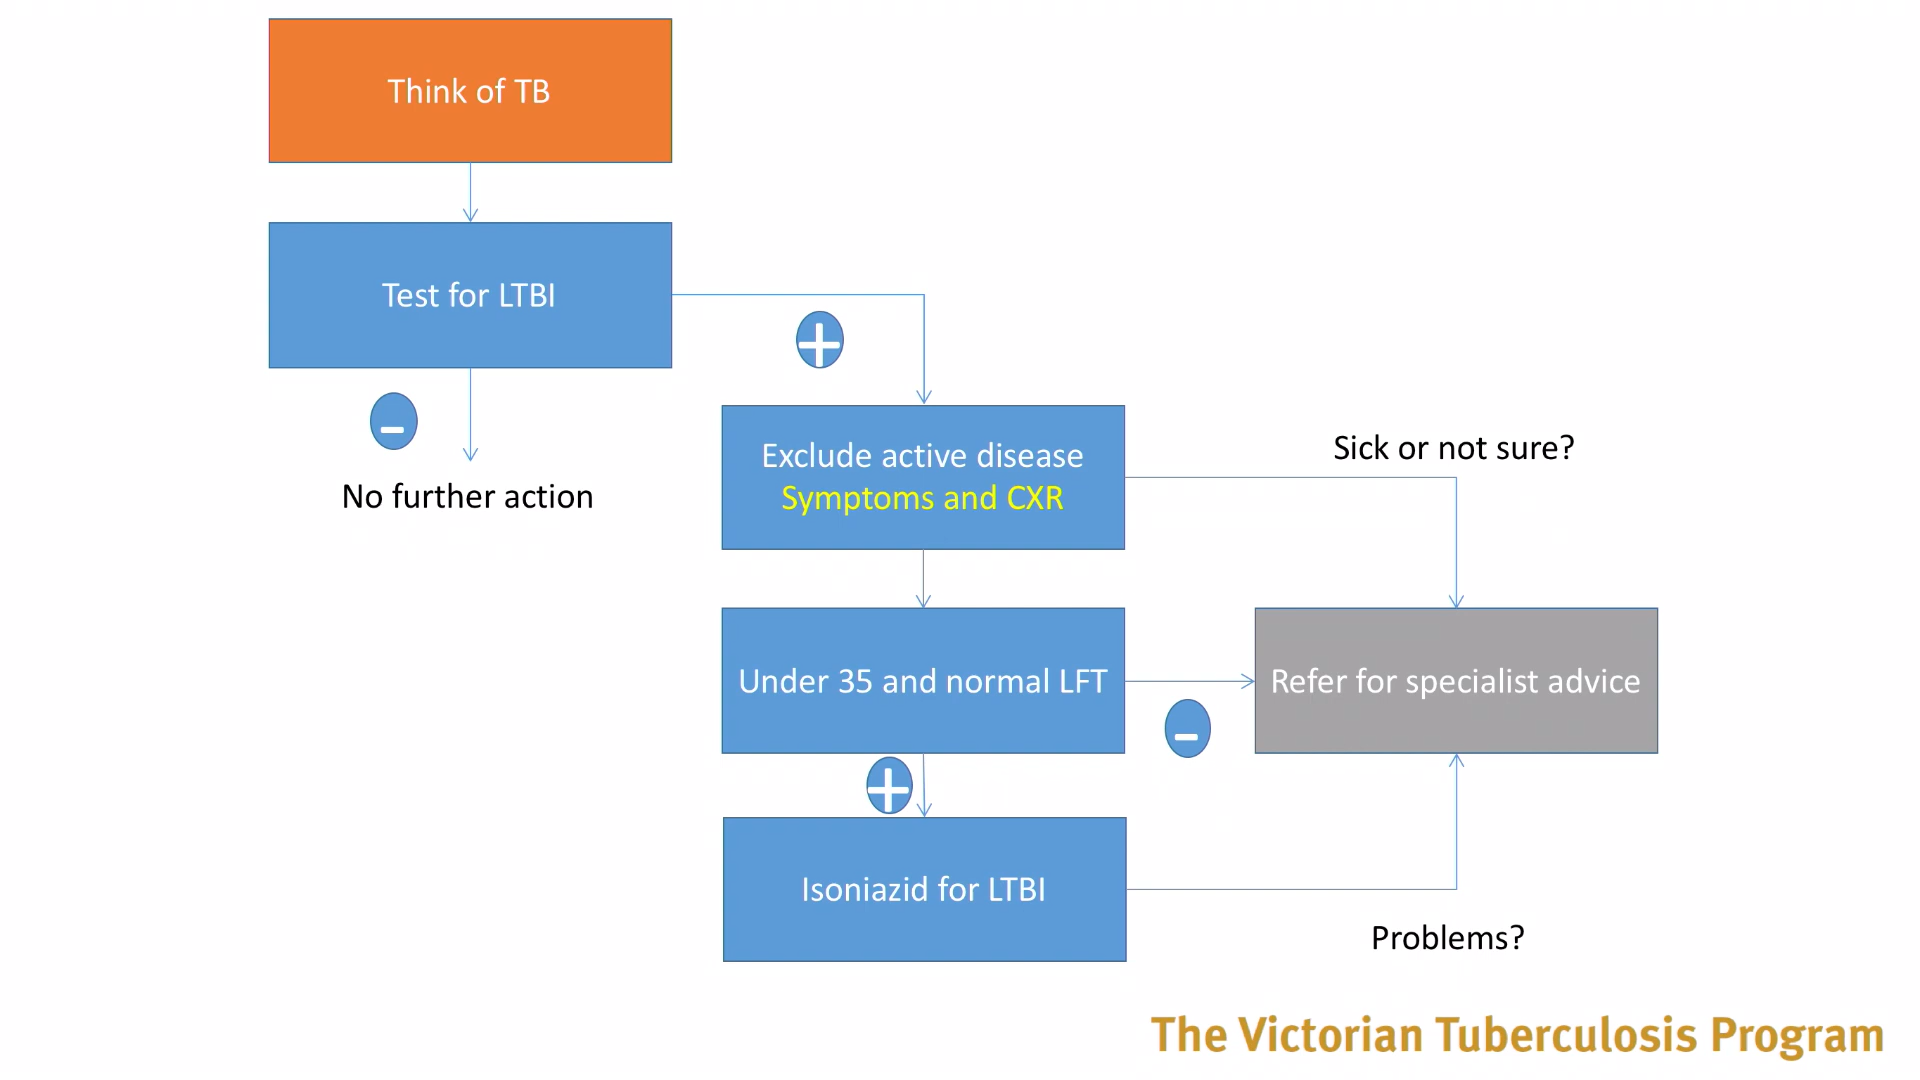 Think of TB
Test for LTBI
+
-
No further action
Exclude active disease
Symptoms and CXR
Sick or not sure?
Under 35 and normal LFT
-
Refer for specialist advice
+
Isoniazid for LTBI
Problems?
The Victorian Tuberculosis Program